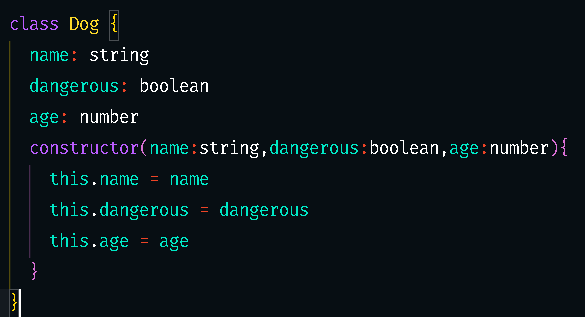 class Dog {
name: string
dangerous: boolean
age: number
constructor(name:string,dangerous:boolean,age:number){
this.name = name
this.dangerous = dangerous
this.age = age
}
}